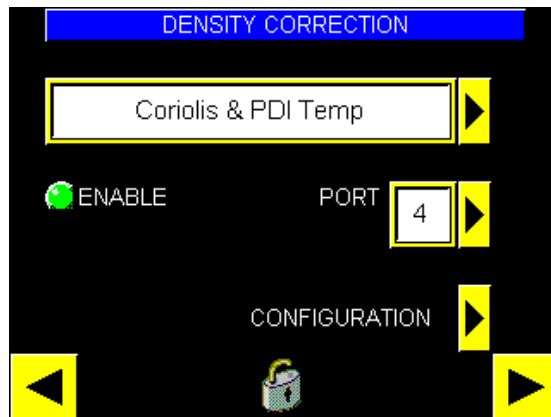 DENSITY CORRECTION
Coriolis & PDI Temp
ENABLE PORT 4
CONFIGURATION